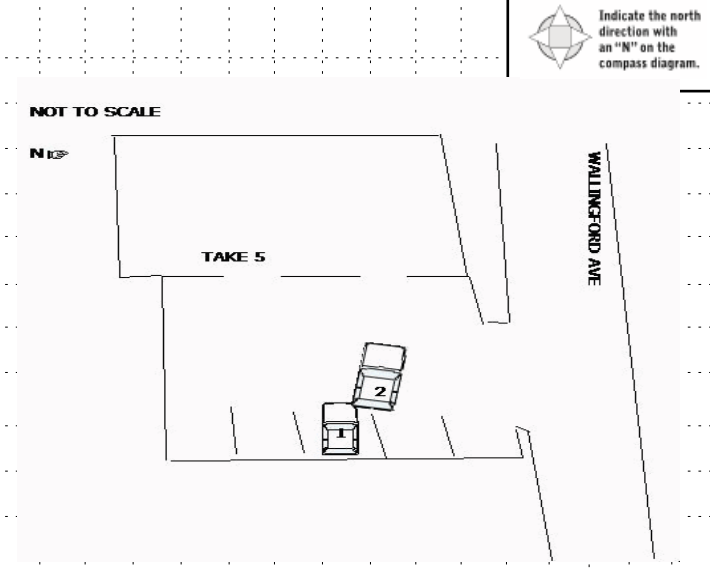 Indicate the north
direction with
an "N" on the
compass diagram.
NOT TO SCALE
N☞
WALLINGFORD AVE
TAKE 5
2
1